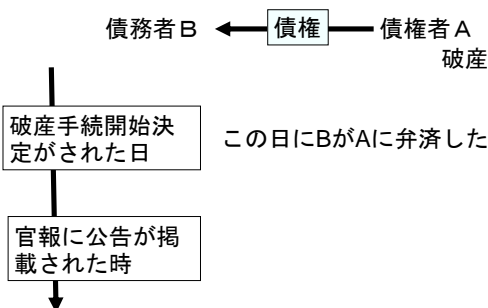 債務者B 債権 債権者A
破産
破産手続開始決
定がされた日
この日にBがAに弁済した
官報に公告が掲
載された時